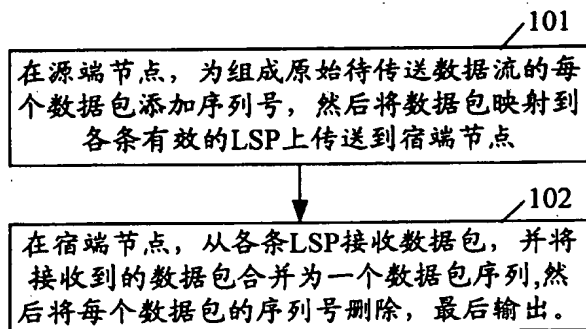 101
在源端节点，为组成原始待传送数据流的每
个数据包添加序列号，然后将数据包映射到
各条有效的LSP上传送到宿端节点
102
在宿端节点，从各条LSP接收数据包，并将
接收到的数据包合并为一个数据包序列,然
后将每个数据包的序列号删除，最后输出。